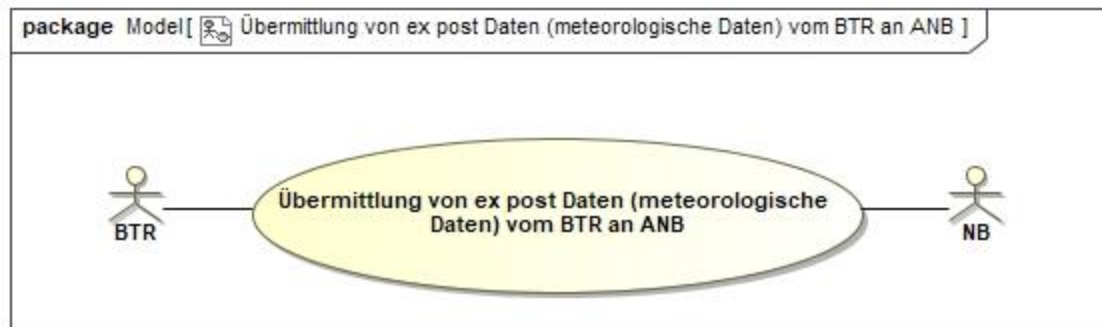 package Model[ Übermittlung von ex post Daten (meteorologische Daten) vom BTR an ANB ]
Übermittlung von ex post Daten (meteorologische
Daten) vom BTR an ANB
BTR
NB